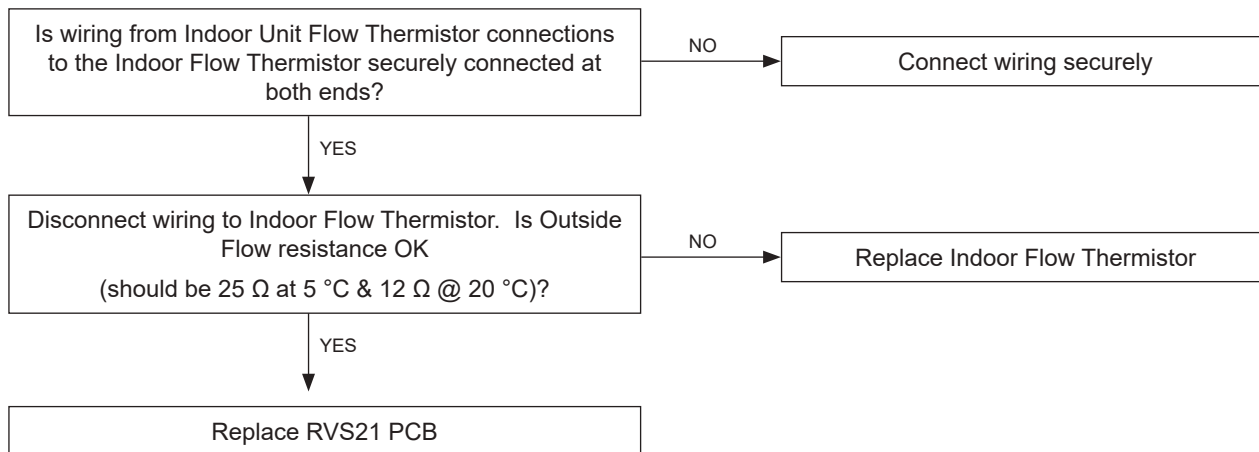 Is wiring from Indoor Unit Flow Thermistor connections
to the Indoor Flow Thermistor securely connected at
both ends?
NO
Connect wiring securely
YES
Disconnect wiring to Indoor Flow Thermistor.  Is Outside
Flow resistance OK
(should be 25 Ω at 5 °C & 12 Ω @ 20 °C)?
NO
Replace Indoor Flow Thermistor
YES
Replace RVS21 PCB